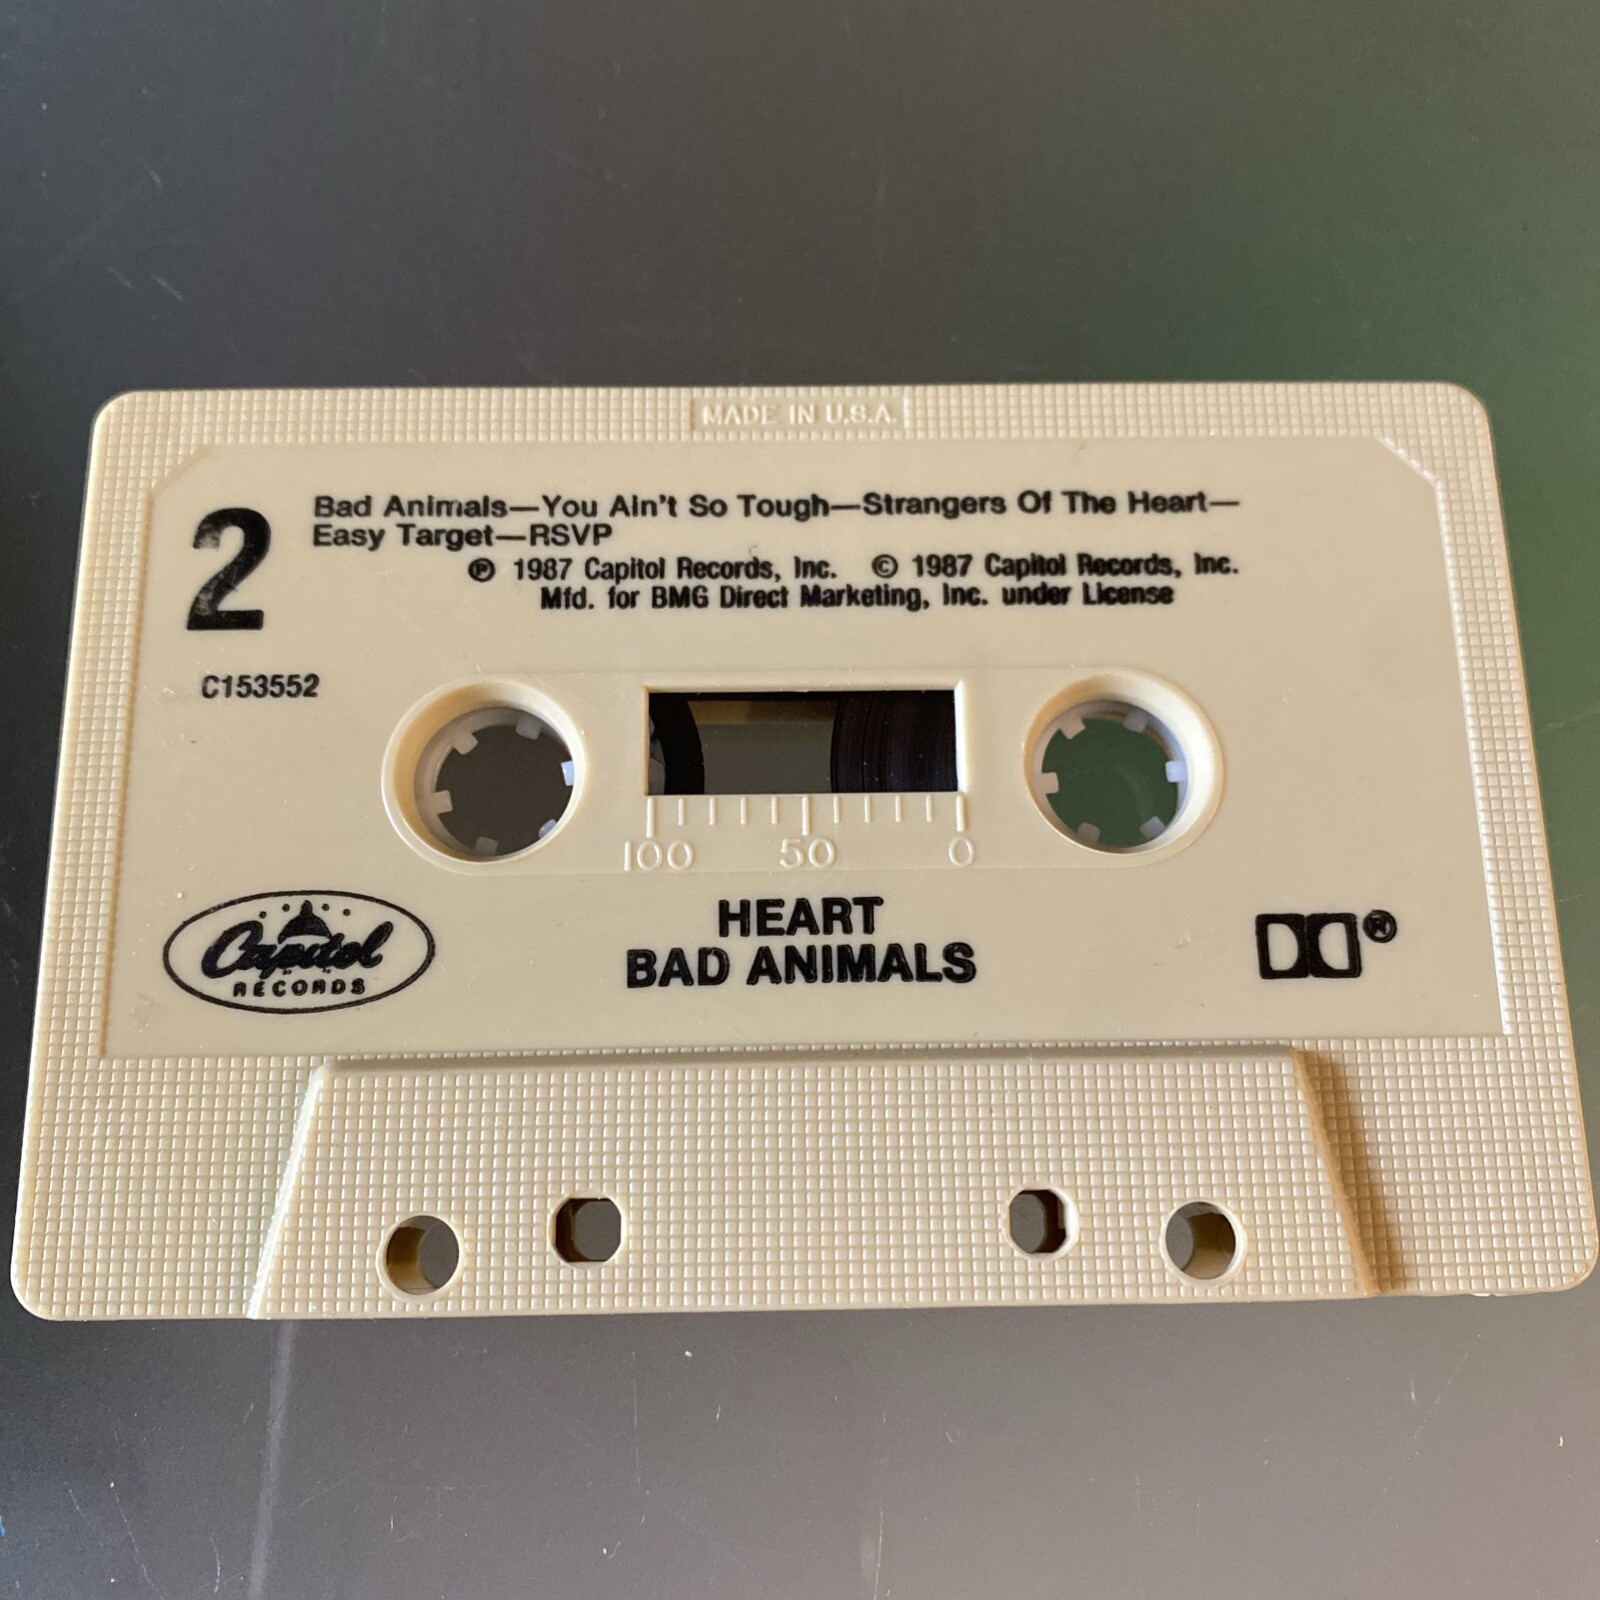 MADE IN U.S.A.
2
Bad Animals—You Ain't So Tough—Strangers Of The Heart—
Easy Target—RSVP
℗ 1987 Capitol Records, Inc. © 1987 Capitol Records, Inc.
Mfd. for BMG Direct Marketing, Inc. under License
C153552
100 50 0
Capitol
RECORDS
HEART
BAD ANIMALS
®